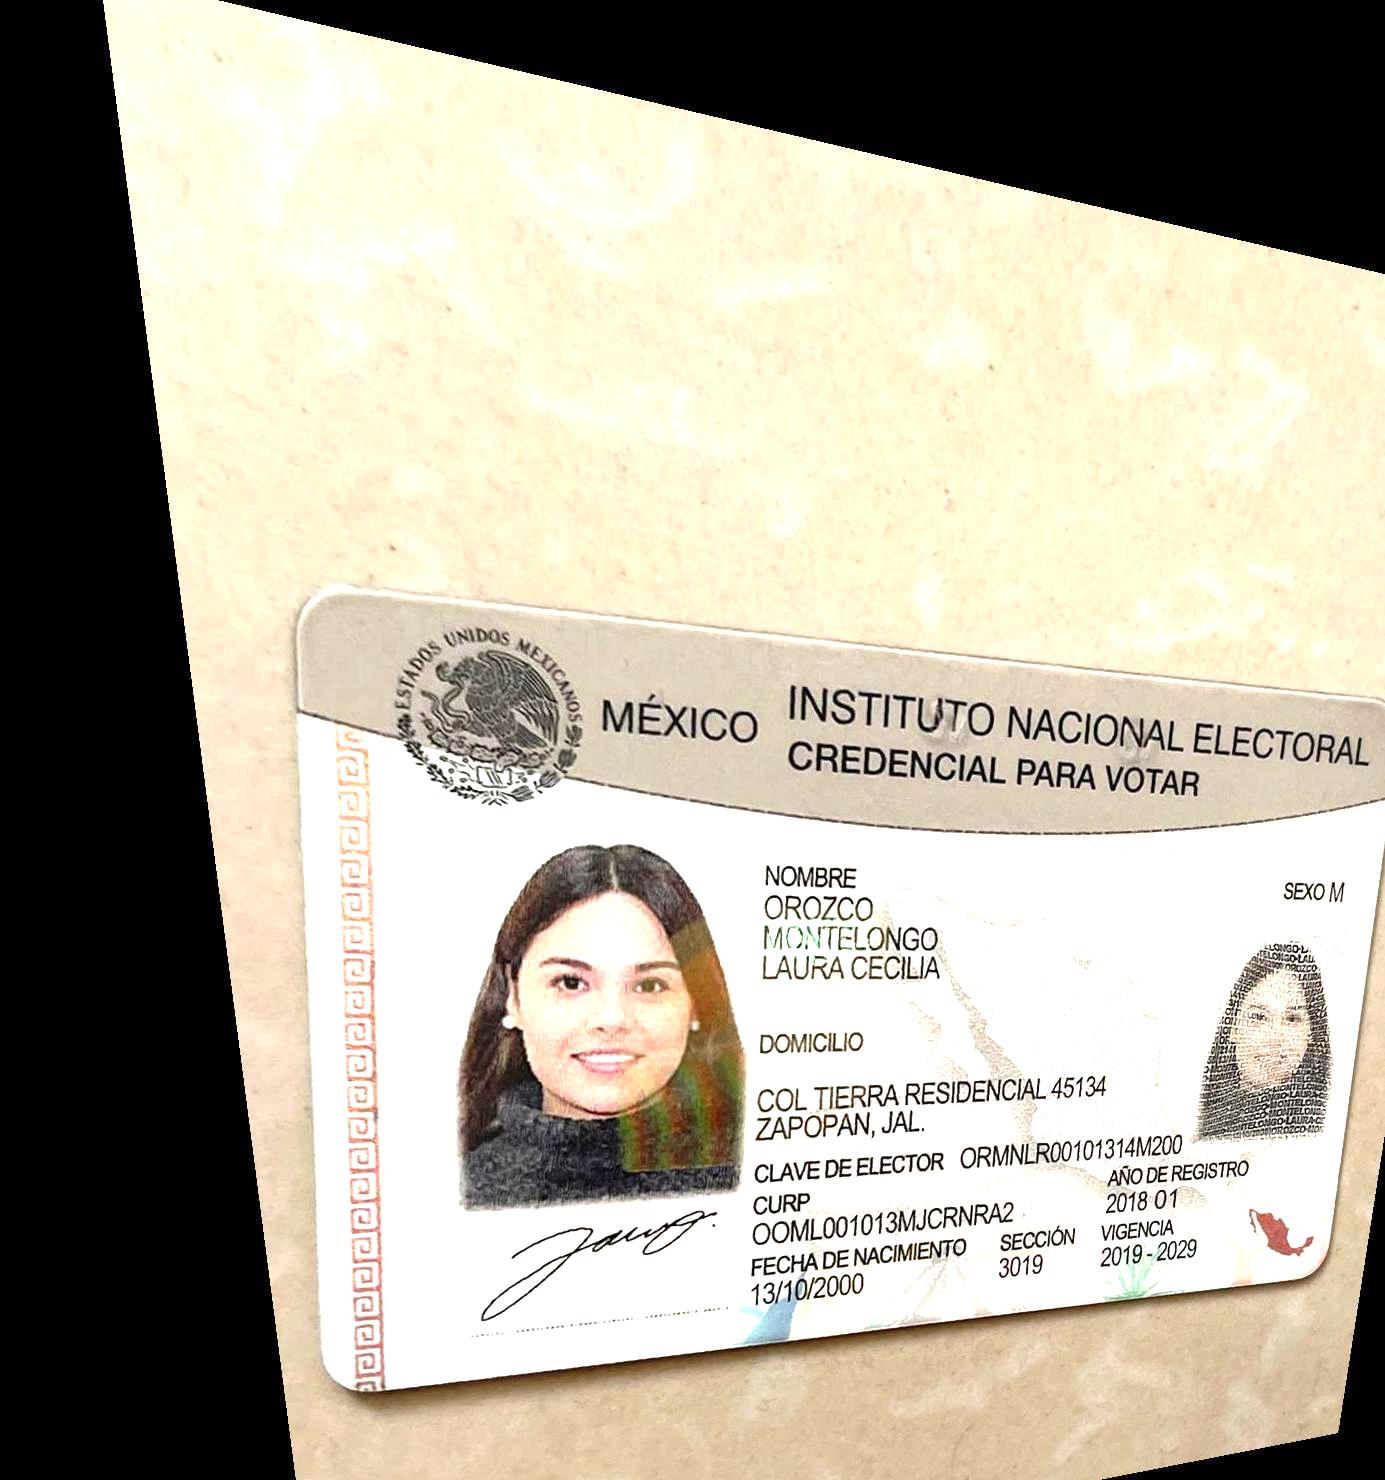 ESTADOS UNIDOS MEXICANOS
MÉXICO
INSTITUTO NACIONAL ELECTORAL
CREDENCIAL PARA VOTAR
NOMBRE
OROZCO
MONTELONGO
LAURA CECILIA
SEXO M
DOMICILIO
COL TIERRA RESIDENCIAL 45134
ZAPOPAN, JAL.
CLAVE DE ELECTOR ORMNLR00101314M200
CURP
OOML001013MJCRNRA2
AÑO DE REGISTRO
2018 01
FECHA DE NACIMIENTO
13/10/2000
SECCIÓN
3019
VIGENCIA
2019 - 2029